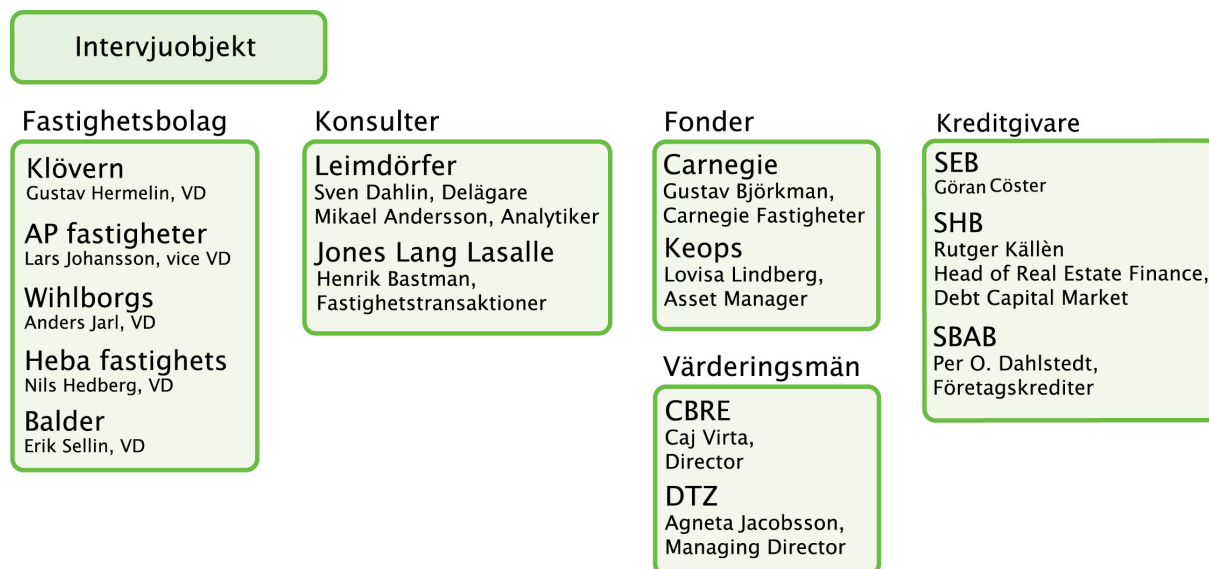 Intervjuobjekt
Fastighetsbolag
Klövern
Gustav Hermelin, VD
AP fastigheter
Lars Johansson, vice VD
Wihlborgs
Anders Jarl, VD
Heba fastighets
Nils Hedberg, VD
Balder
Erik Sellin, VD
Konsulter
Leimdörfer
Sven Dahlin, Delägare
Mikael Andersson, Analytiker
Jones Lang Lasalle
Henrik Bastman,
Fastighetstransaktioner
Fonder
Carnegie
Gustav Björkman,
Carnegie Fastigheter
Keops
Lovisa Lindberg,
Asset Manager
Värderingsmän
CBRE
Caj Virta,
Director
DTZ
Agneta Jacobsson,
Managing Director
Kreditgivare
SEB
Göran Cöster
SHB
Rutger Källèn
Head of Real Estate Finance,
Debt Capital Market
SBAB
Per O. Dahlstedt,
Företagskrediter